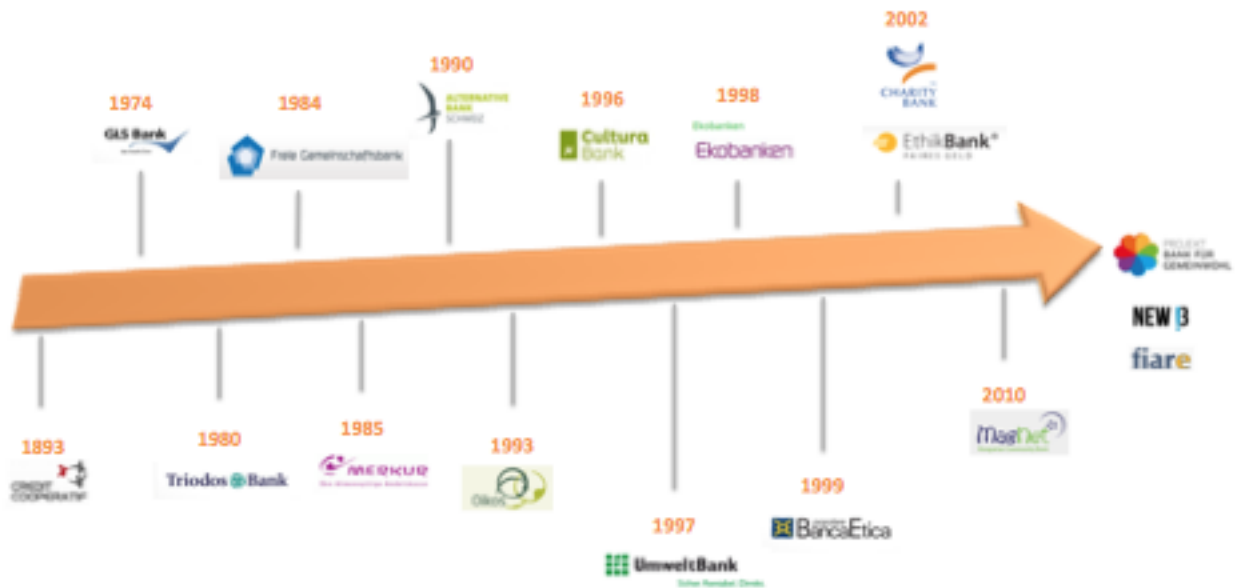 2002
1990
CHARITY
BANK
1974
1984
ALTERNATIVE
BANK
SCHWEIZ
1996
1998
GLS Bank
Freie Gemeinschaftsbank
Cultura
Bank
Ekobanken
Ekobanken
EthikBank
FAIRES GELD
PROJEKT
BANK FÜR
GEMEINWOHL
NEW B
fiare
1893
CREDIT
COOPERATIF
1980
Triodos Bank
1985
MERKUR
1993
Oikos
1997
UmweltBank
1999
BancaEtica
2010
MagNet